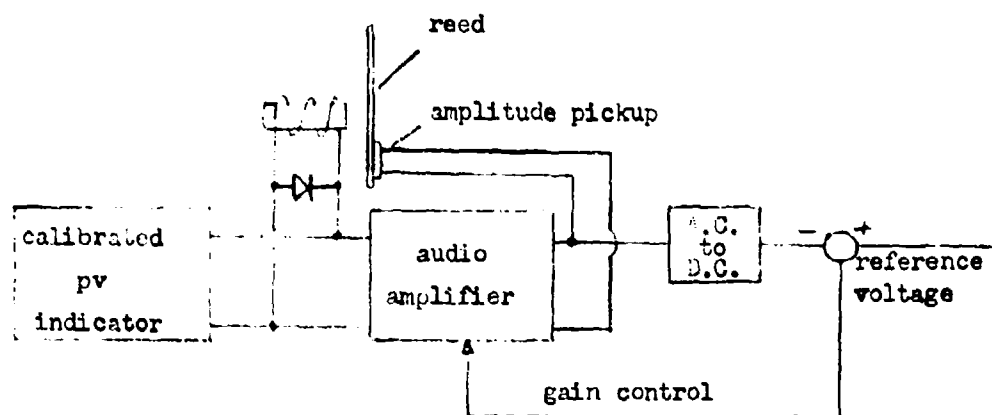 reed
amplitude pickup
calibrated
pv
indicator
audio
amplifier
A.C.
to
D.C.
- +
reference
voltage
gain control